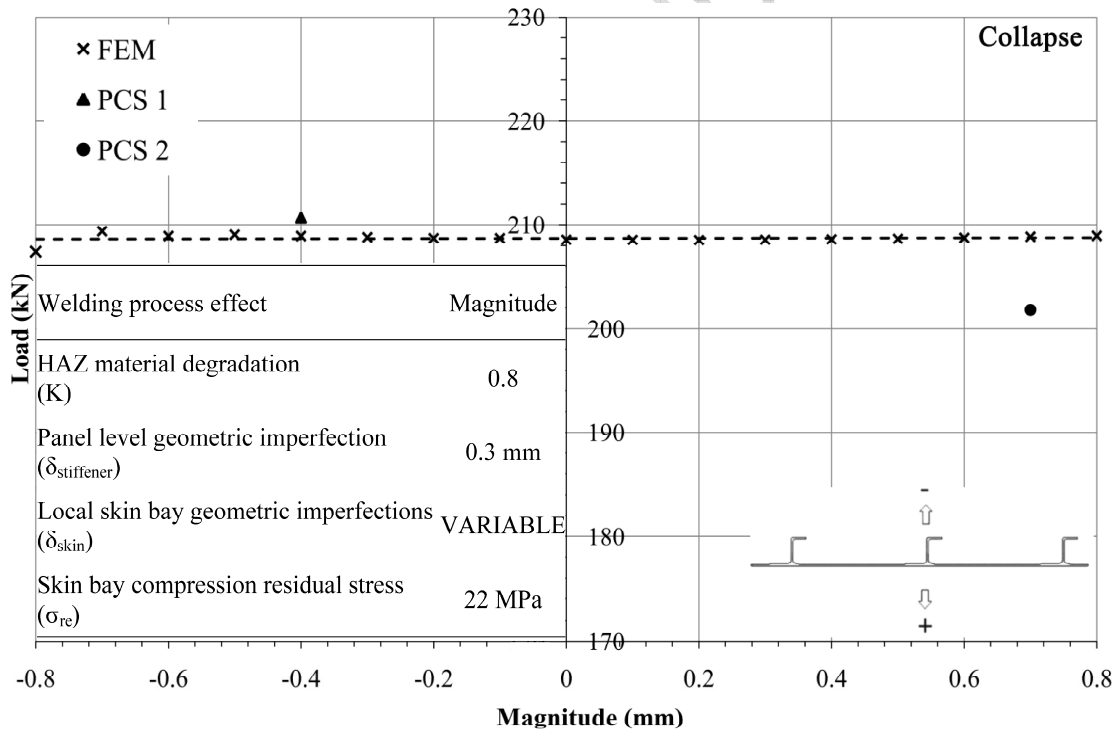 230
Collapse
FEM
PCS 1
PCS 2
220
210
200
190
180
170
Load (kN)
Welding process effect Magnitude
HAZ material degradation
(K)
0.8
Panel level geometric imperfection
(δstiffener)
0.3 mm
Local skin bay geometric imperfections
(δskin)
VARIABLE
Skin bay compression residual stress
(σre)
22 MPa
-
+
-0.8 -0.6 -0.4 -0.2 0 0.2 0.4 0.6 0.8
Magnitude (mm)